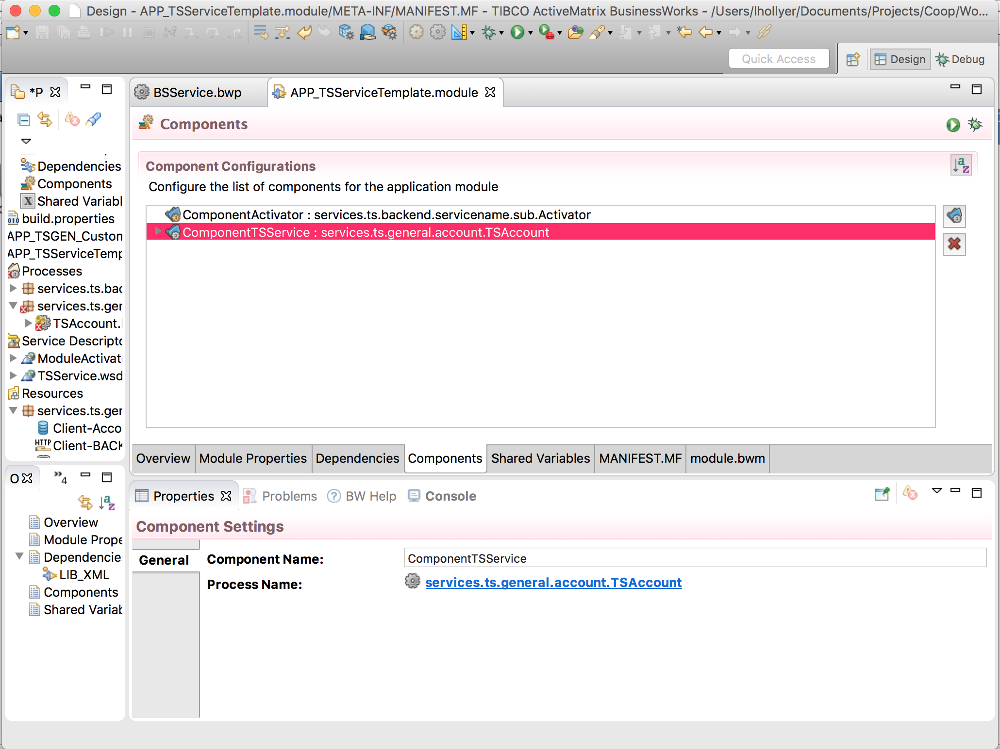 Design - APP_TSServiceTemplate.module/META-INF/MANIFEST.MF - TIBCO ActiveMatrix BusinessWorks - /Users/lhollyer/Documents/Projects/Coop/Wo...
Quick Access
Design
Debug
*P
BSService.bwp
APP_TSServiceTemplate.module
Components
Component Configurations
Configure the list of components for the application module
ComponentActivator : services.ts.backend.servicename.sub.Activator
ComponentTSService : services.ts.general.account.TSAccount
Dependencies
Components
Shared Variabl
build.properties
APP_TSGEN_Custom
APP_TSServiceTemp
Processes
services.ts.bac
services.ts.ger
TSAccount.
Service Descripto
ModuleActivat
TSService.wsd
Resources
services.ts.ger
Client-Acco
HTTP Client-BACK
Overview
Module Properties
Dependencies
Components
Shared Variables
MANIFEST.MF
module.bwm
O
»4
Overview
Module Prope
Dependencies
LIB_XML
Components
Shared Variab
Properties
Problems
BW Help
Console
Component Settings
General
Component Name:
ComponentTSService
Process Name:
services.ts.general.account.TSAccount